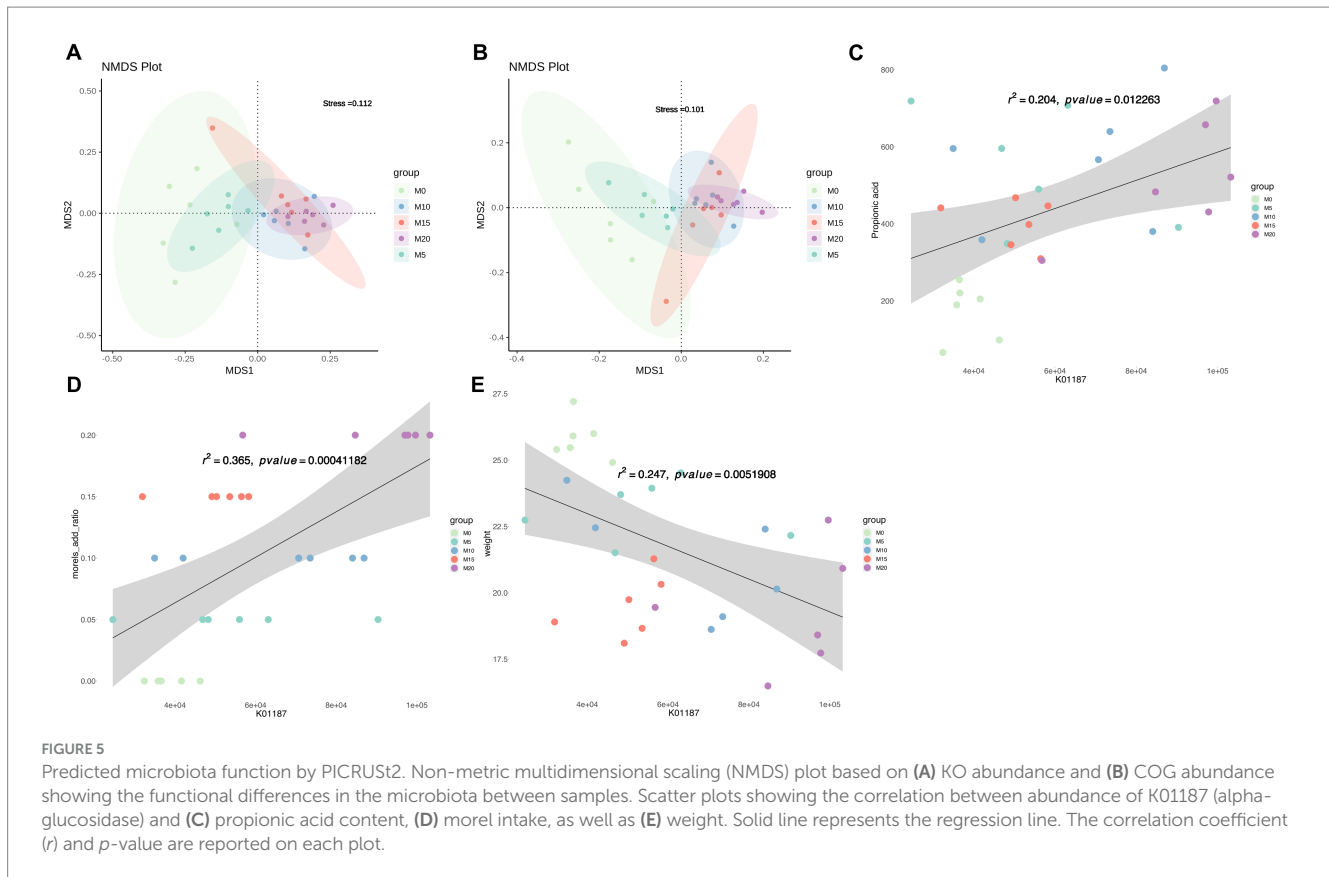 A
NMDS Plot
Stress =0.112
0.50
0.25
0.00
-0.25
-0.50
MDS2
-0.50
-0.25
0.00
0.25
MDS1
group
M0
M10
M15
M20
M5
B
NMDS Plot
Stress =0.101
0.2
0.0
-0.2
-0.4
MDS2
-0.4
-0.2
0.0
0.2
MDS1
group
M0
M10
M15
M20
M5
C
r² = 0.204, pvalue = 0.012263
800
600
400
200
Propionic acid
4e+04
6e+04
8e+04
1e+05
K01187
group
M0
M5
M10
M15
M20
D
r² = 0.365, pvalue = 0.00041182
0.20
0.15
0.10
0.05
0.00
morels_add_ratio
4e+04
6e+04
8e+04
1e+05
K01187
group
M0
M5
M10
M15
M20
E
r² = 0.247, pvalue = 0.0051908
27.5
25.0
22.5
20.0
17.5
weight
4e+04
6e+04
8e+04
1e+05
K01187
group
M0
M5
M10
M15
M20
FIGURE 5
Predicted microbiota function by PICRUSt2. Non-metric multidimensional scaling (NMDS) plot based on (A) KO abundance and (B) COG abundance
showing the functional differences in the microbiota between samples. Scatter plots showing the correlation between abundance of K01187 (alpha-
glucosidase) and (C) propionic acid content, (D) morel intake, as well as (E) weight. Solid line represents the regression line. The correlation coefficient
(r) and p-value are reported on each plot.